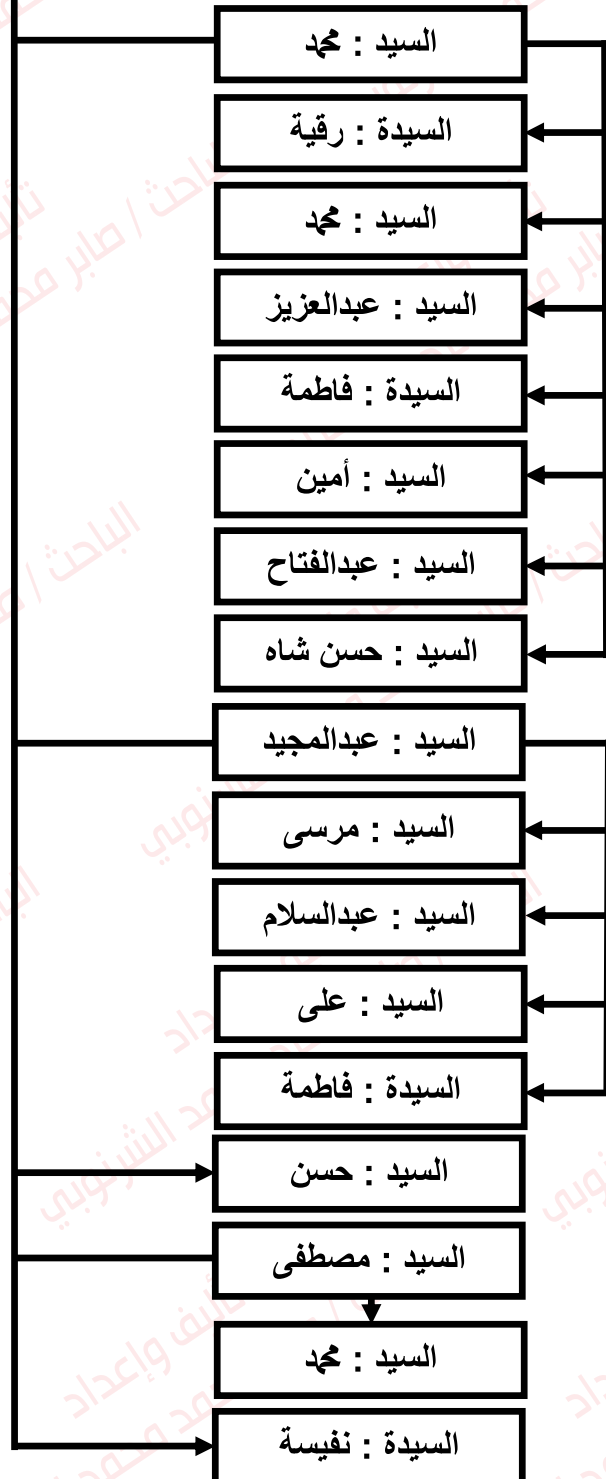 السيد : محمد
السيدة : رقية
السيد : محمد
السيد : عبدالعزيز
السيدة : فاطمة
السيد : أمين
السيد : عبدالفتاح
السيد : حسن شاه
السيد : عبدالمجيد
السيد : مرسى
السيد : عبدالسلام
السيد : على
السيدة : فاطمة
السيد : حسن
السيد : مصطفى
السيد : محمد
السيدة : نفيسة